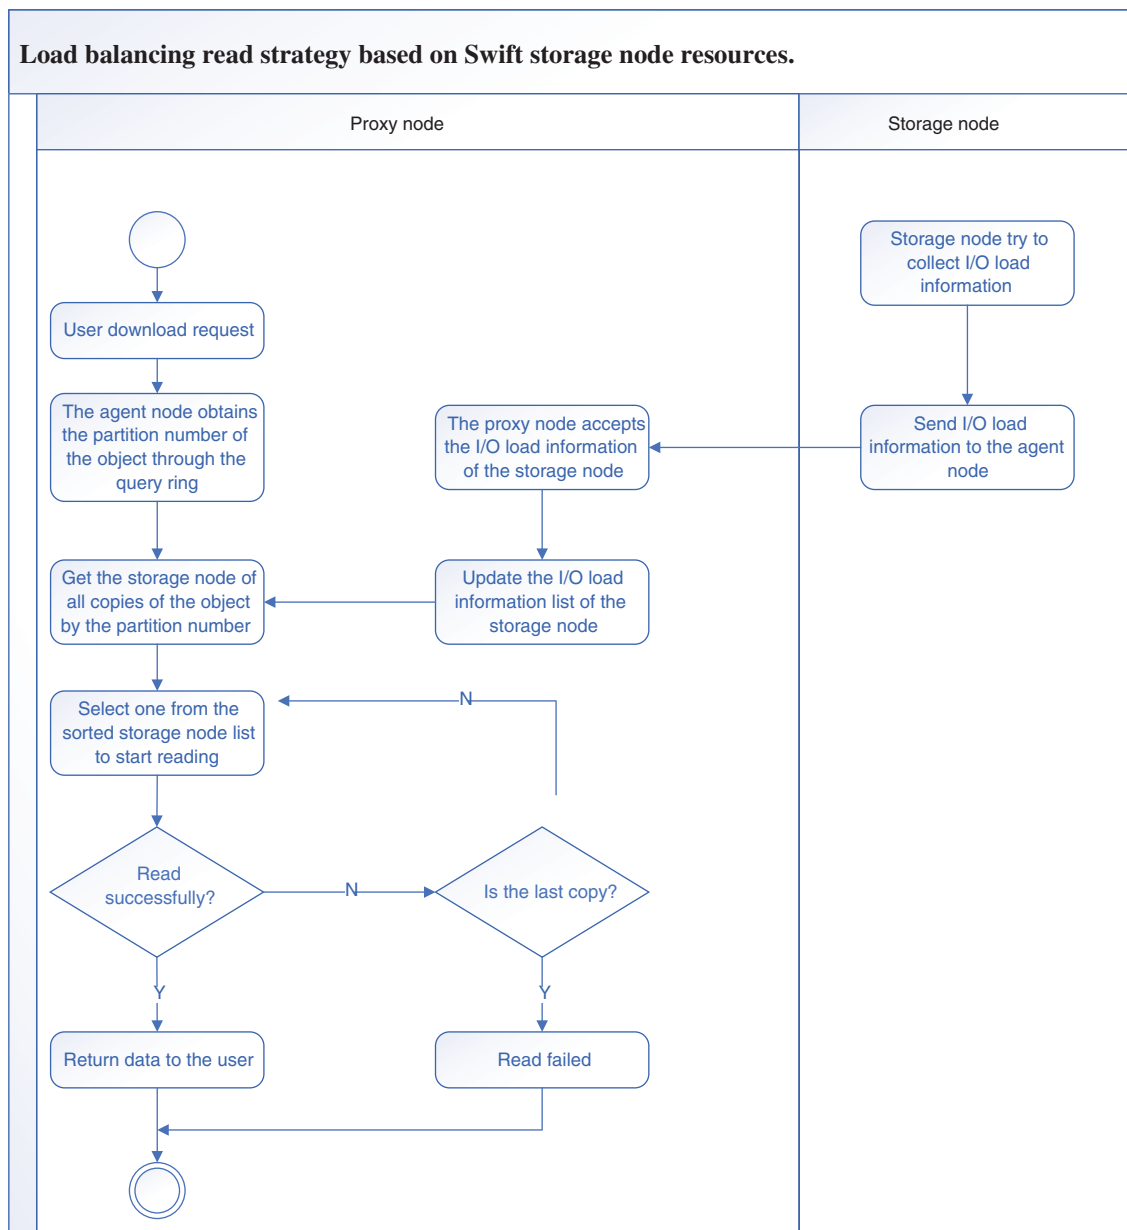 Load balancing read strategy based on Swift storage node resources.
Proxy node
Storage node
Storage node try to
collect I/O load
information
User download request
The agent node obtains
the partition number of
the object through the
query ring
The proxy node accepts
the I/O load information
of the storage node
Send I/O load
information to the agent
node
Get the storage node of
all copies of the object
by the partition number
Update the I/O load
information list of the
storage node
Select one from the
sorted storage node list
to start reading
N
Read
successfully?
N
Is the last copy?
Y
Y
Return data to the user
Read failed